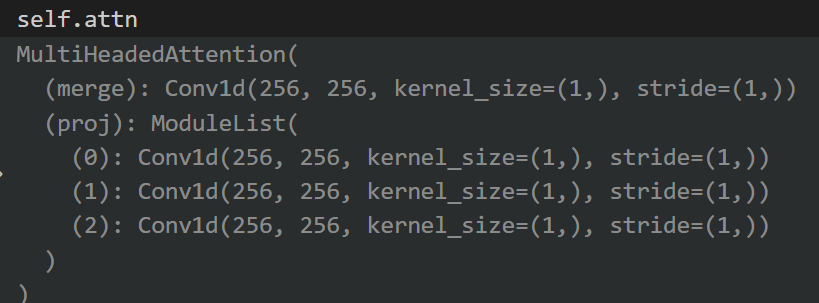 self.attn
MultiHeadedAttention(
  (merge): Conv1d(256, 256, kernel_size=(1,), stride=(1,))
  (proj): ModuleList(
    (0): Conv1d(256, 256, kernel_size=(1,), stride=(1,))
    (1): Conv1d(256, 256, kernel_size=(1,), stride=(1,))
    (2): Conv1d(256, 256, kernel_size=(1,), stride=(1,))
  )
)